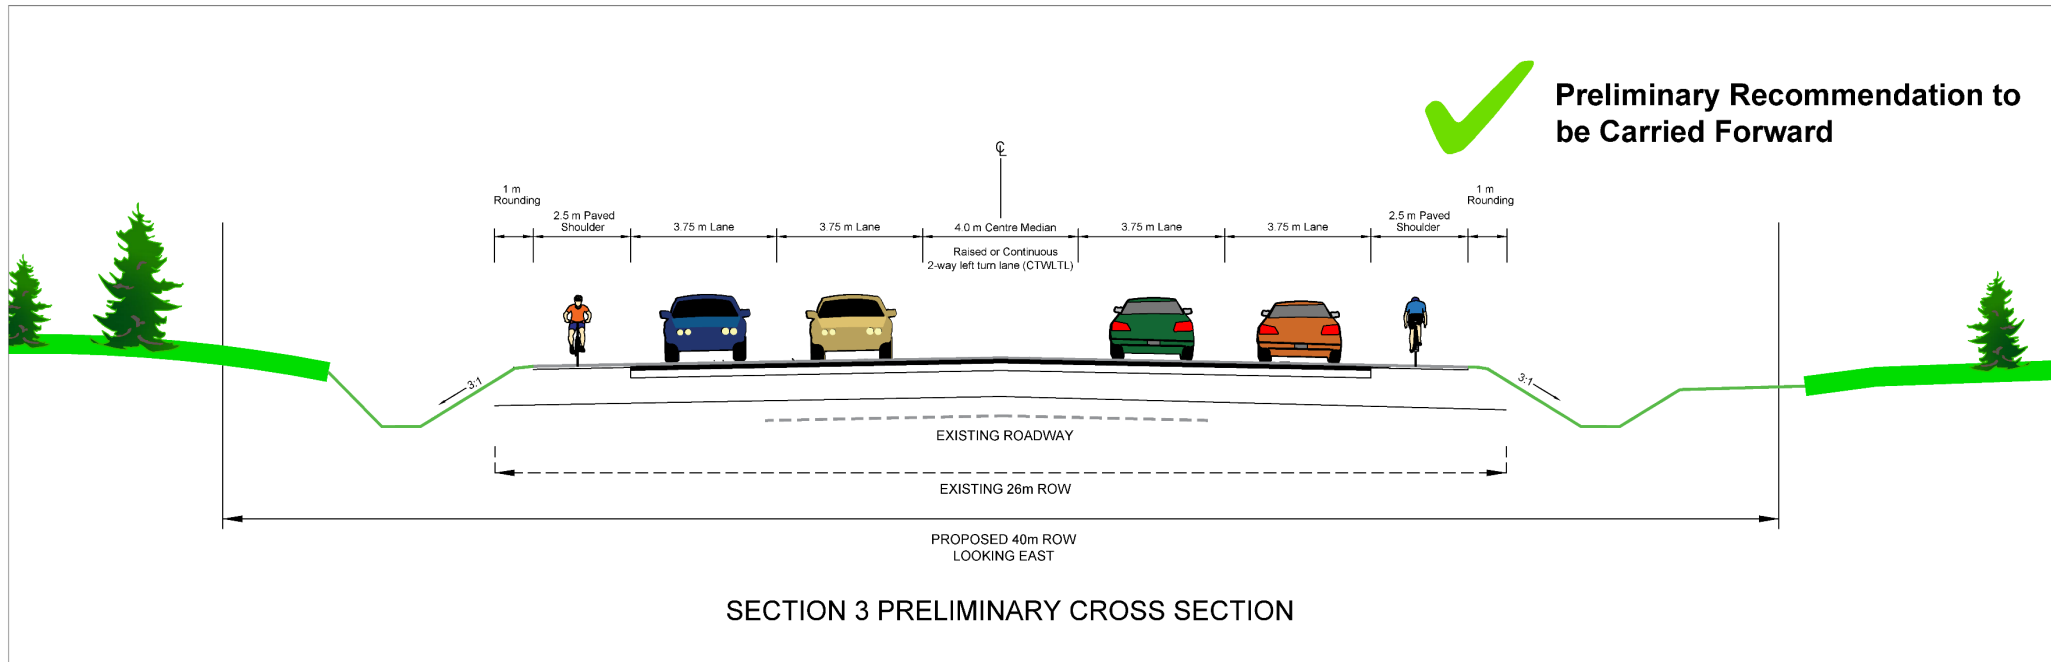 Preliminary Recommendation to
be Carried Forward
℄
1 m
Rounding
2.5 m Paved
Shoulder
3.75 m Lane
3.75 m Lane
4.0 m Centre Median
Raised or Continuous
2-way left turn lane (CTWLTL)
3.75 m Lane
3.75 m Lane
2.5 m Paved
Shoulder
1 m
Rounding
3:1
3:1
EXISTING ROADWAY
EXISTING 26m ROW
PROPOSED 40m ROW
LOOKING EAST
SECTION 3 PRELIMINARY CROSS SECTION